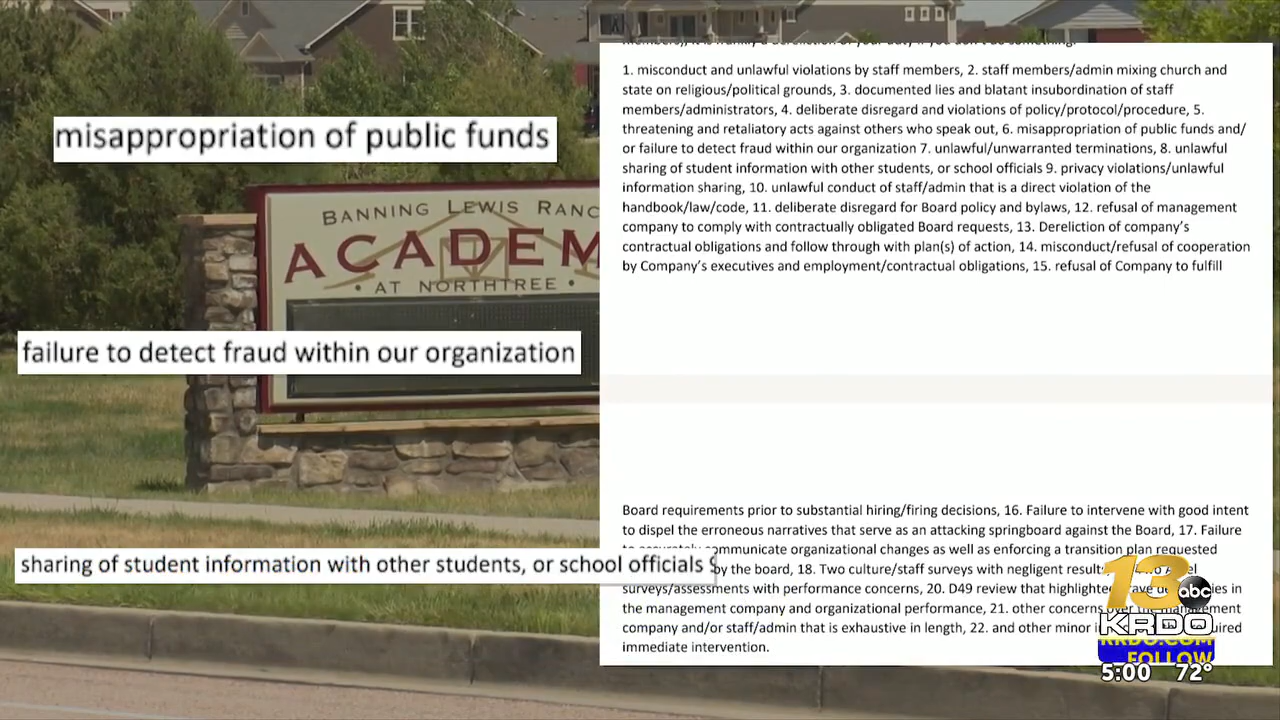 misappropriation of public funds
BANNING LEWIS RANC
ACADEM
• AT NORTHTREE •
failure to detect fraud within our organization
sharing of student information with other students, or school officials 9
1. misconduct and unlawful violations by staff members, 2. staff members/admin mixing church and
state on religious/political grounds, 3. documented lies and blatant insubordination of staff
members/administrators, 4. deliberate disregard and violations of policy/protocol/procedure, 5.
threatening and retaliatory acts against others who speak out, 6. misappropriation of public funds and/
or failure to detect fraud within our organization 7. unlawful/unwarranted terminations, 8. unlawful
sharing of student information with other students, or school officials 9. privacy violations/unlawful
information sharing, 10. unlawful conduct of staff/admin that is a direct violation of the
handbook/law/code, 11. deliberate disregard for Board policy and bylaws, 12. refusal of management
company to comply with contractually obligated Board requests, 13. Dereliction of company's
contractual obligations and follow through with plan(s) of action, 14. misconduct/refusal of cooperation
by Company's executives and employment/contractual obligations, 15. refusal of Company to fulfill
Board requirements prior to substantial hiring/firing decisions, 16. Failure to intervene with good intent
to dispel the erroneous narratives that serve as an attacking springboard against the Board, 17. Failure
communicate organizational changes as well as enforcing a transition plan requested
by the board, 18. Two culture/staff surveys with negligent
surveys/assessments with performance concerns, 20. D49 review that highlighted in
the management company and organizational performance, 21. other concerns over the management
company and/or staff/admin that is exhaustive in length, 22. and other minor
immediate intervention.
13 abc
KRDO
KRDO.COM
FOLLOW
5:00 72°